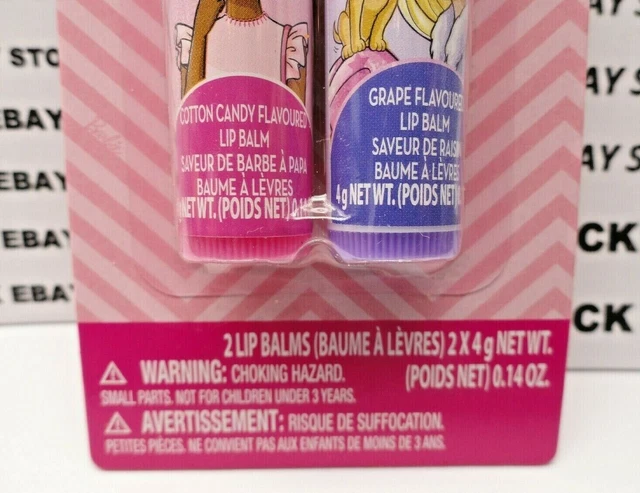 COTTON CANDY FLAVOURED
LIP BALM
SAVEUR DE BARBE À PAPA
BAUME À LÈVRES
NET WT. (POIDS NET)
GRAPE FLAVOURED
LIP BALM
SAVEUR DE RAISIN
BAUME À LÈVRES
4g NET WT. (POIDS NET)
2 LIP BALMS (BAUME À LÈVRES) 2 X 4 g NET WT.
(POIDS NET) 0.14 OZ.
WARNING: CHOKING HAZARD.
SMALL PARTS. NOT FOR CHILDREN UNDER 3 YEARS.
AVERTISSEMENT: RISQUE DE SUFFOCATION.
PETITES PIÈCES. NE CONVIENT PAS AUX ENFANTS DE MOINS DE 3 ANS.
EBAY
EBAY
EBAY
EBAY
AY S
AY S
AY S
CK
CK